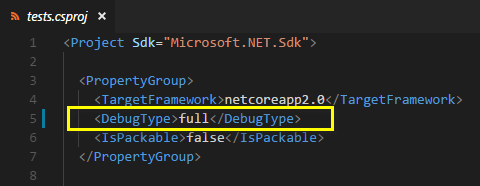 tests.csproj ×
1 <Project Sdk="Microsoft.NET.Sdk">
2
3 <PropertyGroup>
4 <TargetFramework>netcoreapp2.0</TargetFramework>
5 <DebugType>full</DebugType>
6 <IsPackable>false</IsPackable>
7 </PropertyGroup>
8